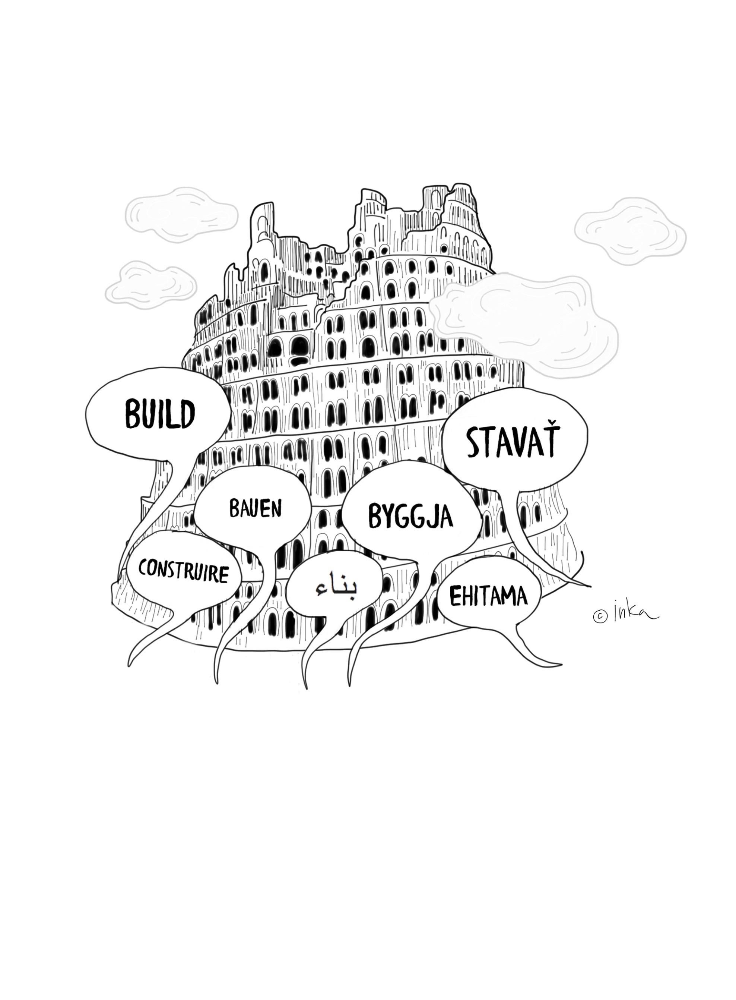 BUILD
STAVAŤ
BAUEN
BYGGJA
CONSTRUIRE
بناء
EHITAMA
© inka